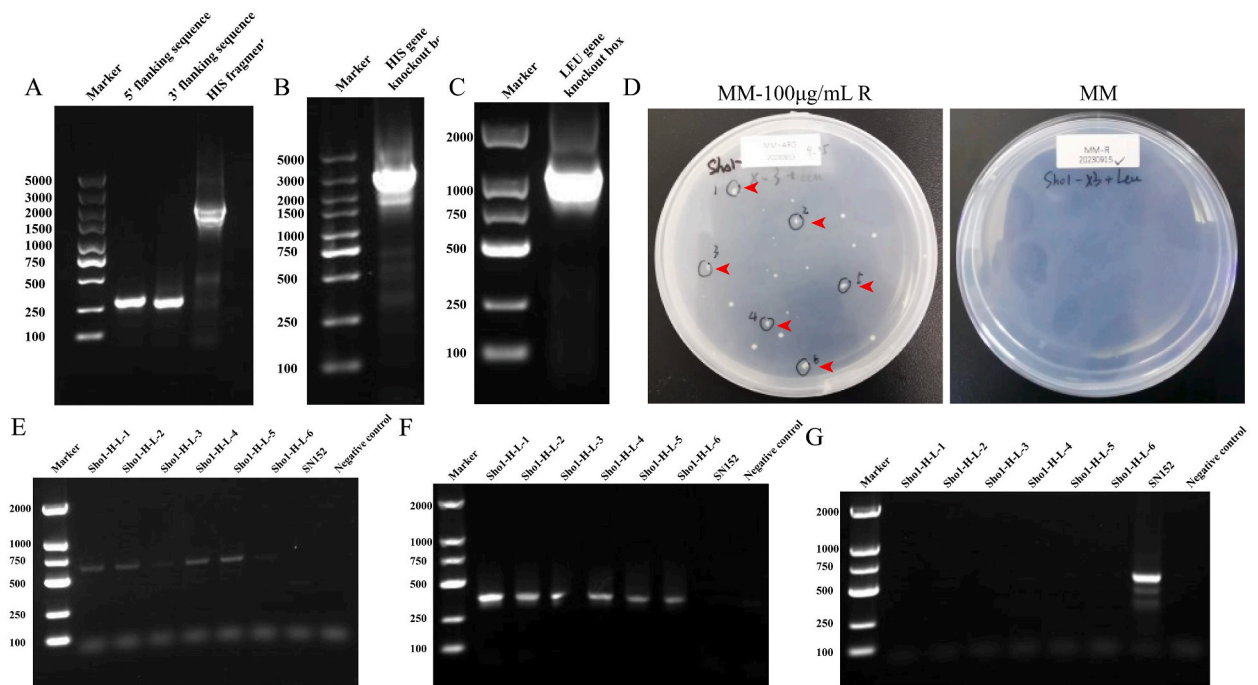 A
Marker
5' flanking sequence
3' flanking sequence
HIS fragment
5000
3000
2000
1500
1000
750
500
250
100
B
Marker
HIS gene
knockout bo
5000
3000
2000
1500
1000
750
500
250
100
C
Marker
LEU gene
knockout box
2000
1000
750
500
250
100
D
MM-100μg/mL R
Sho1-
X-3+Leu
1
2
3
4
5
6
MM
MM-R
20230915 ✓
Sho1-X3+Leu
E
Marker
Sho1-H-L-1
Sho1-H-L-2
Sho1-H-L-3
Sho1-H-L-4
Sho1-H-L-5
Sho1-H-L-6
SN152
Negative control
2000
1000
750
500
250
100
F
Marker
Sho1-H-L-1
Sho1-H-L-2
Sho1-H-L-3
Sho1-H-L-4
Sho1-H-L-5
Sho1-H-L-6
SN152
Negative control
2000
1000
750
500
250
100
G
Marker
Sho1-H-L-1
Sho1-H-L-2
Sho1-H-L-3
Sho1-H-L-4
Sho1-H-L-5
Sho1-H-L-6
SN152
Negative control
2000
1000
750
500
250
100